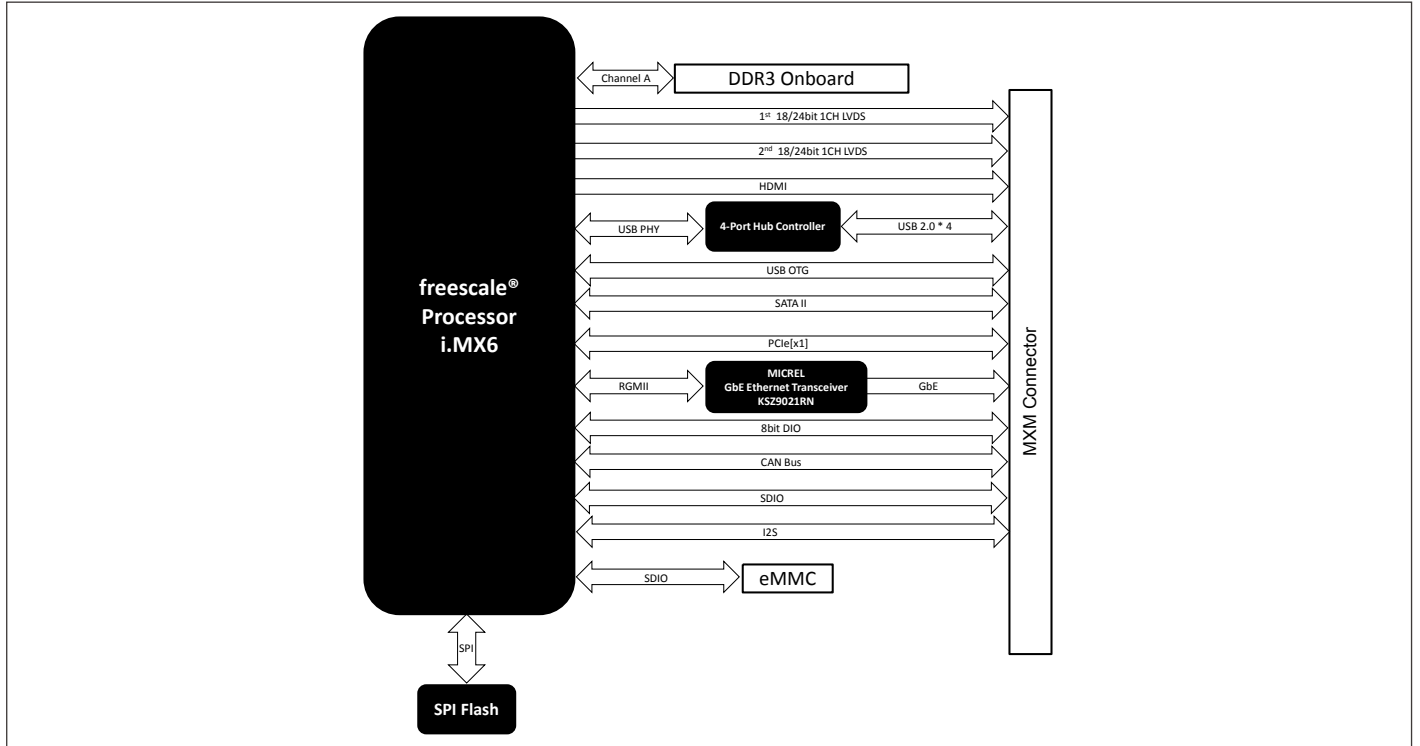 Channel A
DDR3 Onboard
1st 18/24bit 1CH LVDS
2nd 18/24bit 1CH LVDS
HDMI
USB PHY
4-Port Hub Controller
USB 2.0 * 4
USB OTG
SATA II
freescale®
Processor
i.MX6
PCIe[x1]
RGMII
MICREL
GbE Ethernet Transceiver
KSZ9021RN
GbE
8bit DIO
CAN Bus
SDIO
I2S
SDIO
eMMC
MXM Connector
SPI
SPI Flash